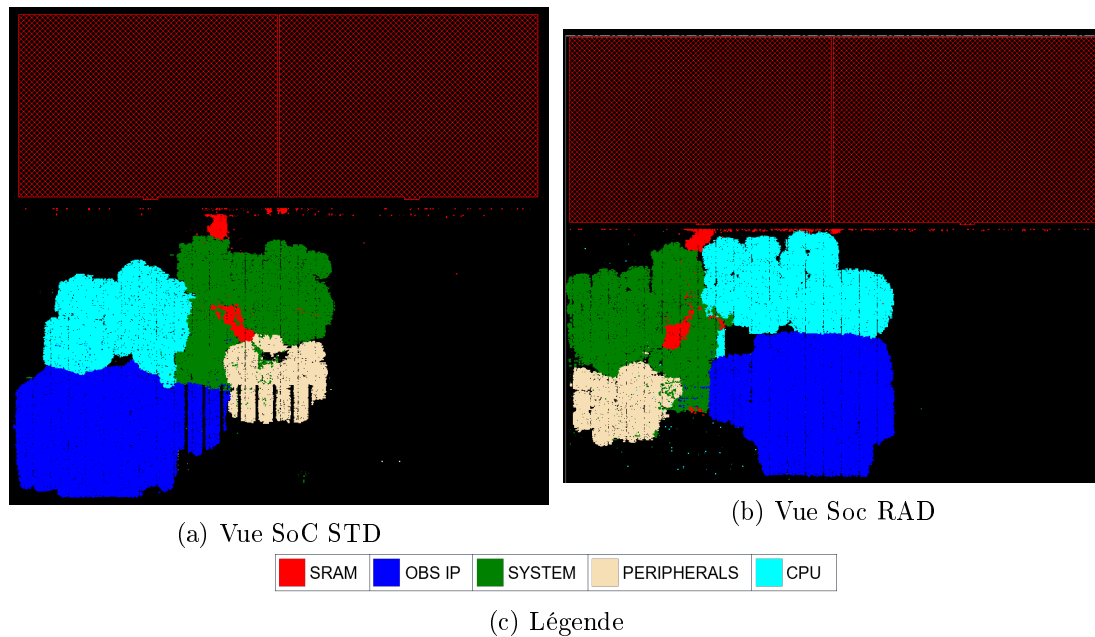 (a) Vue SoC STD
(b) Vue Soc RAD
SRAM OBS IP SYSTEM PERIPHERALS CPU
(c) Légende